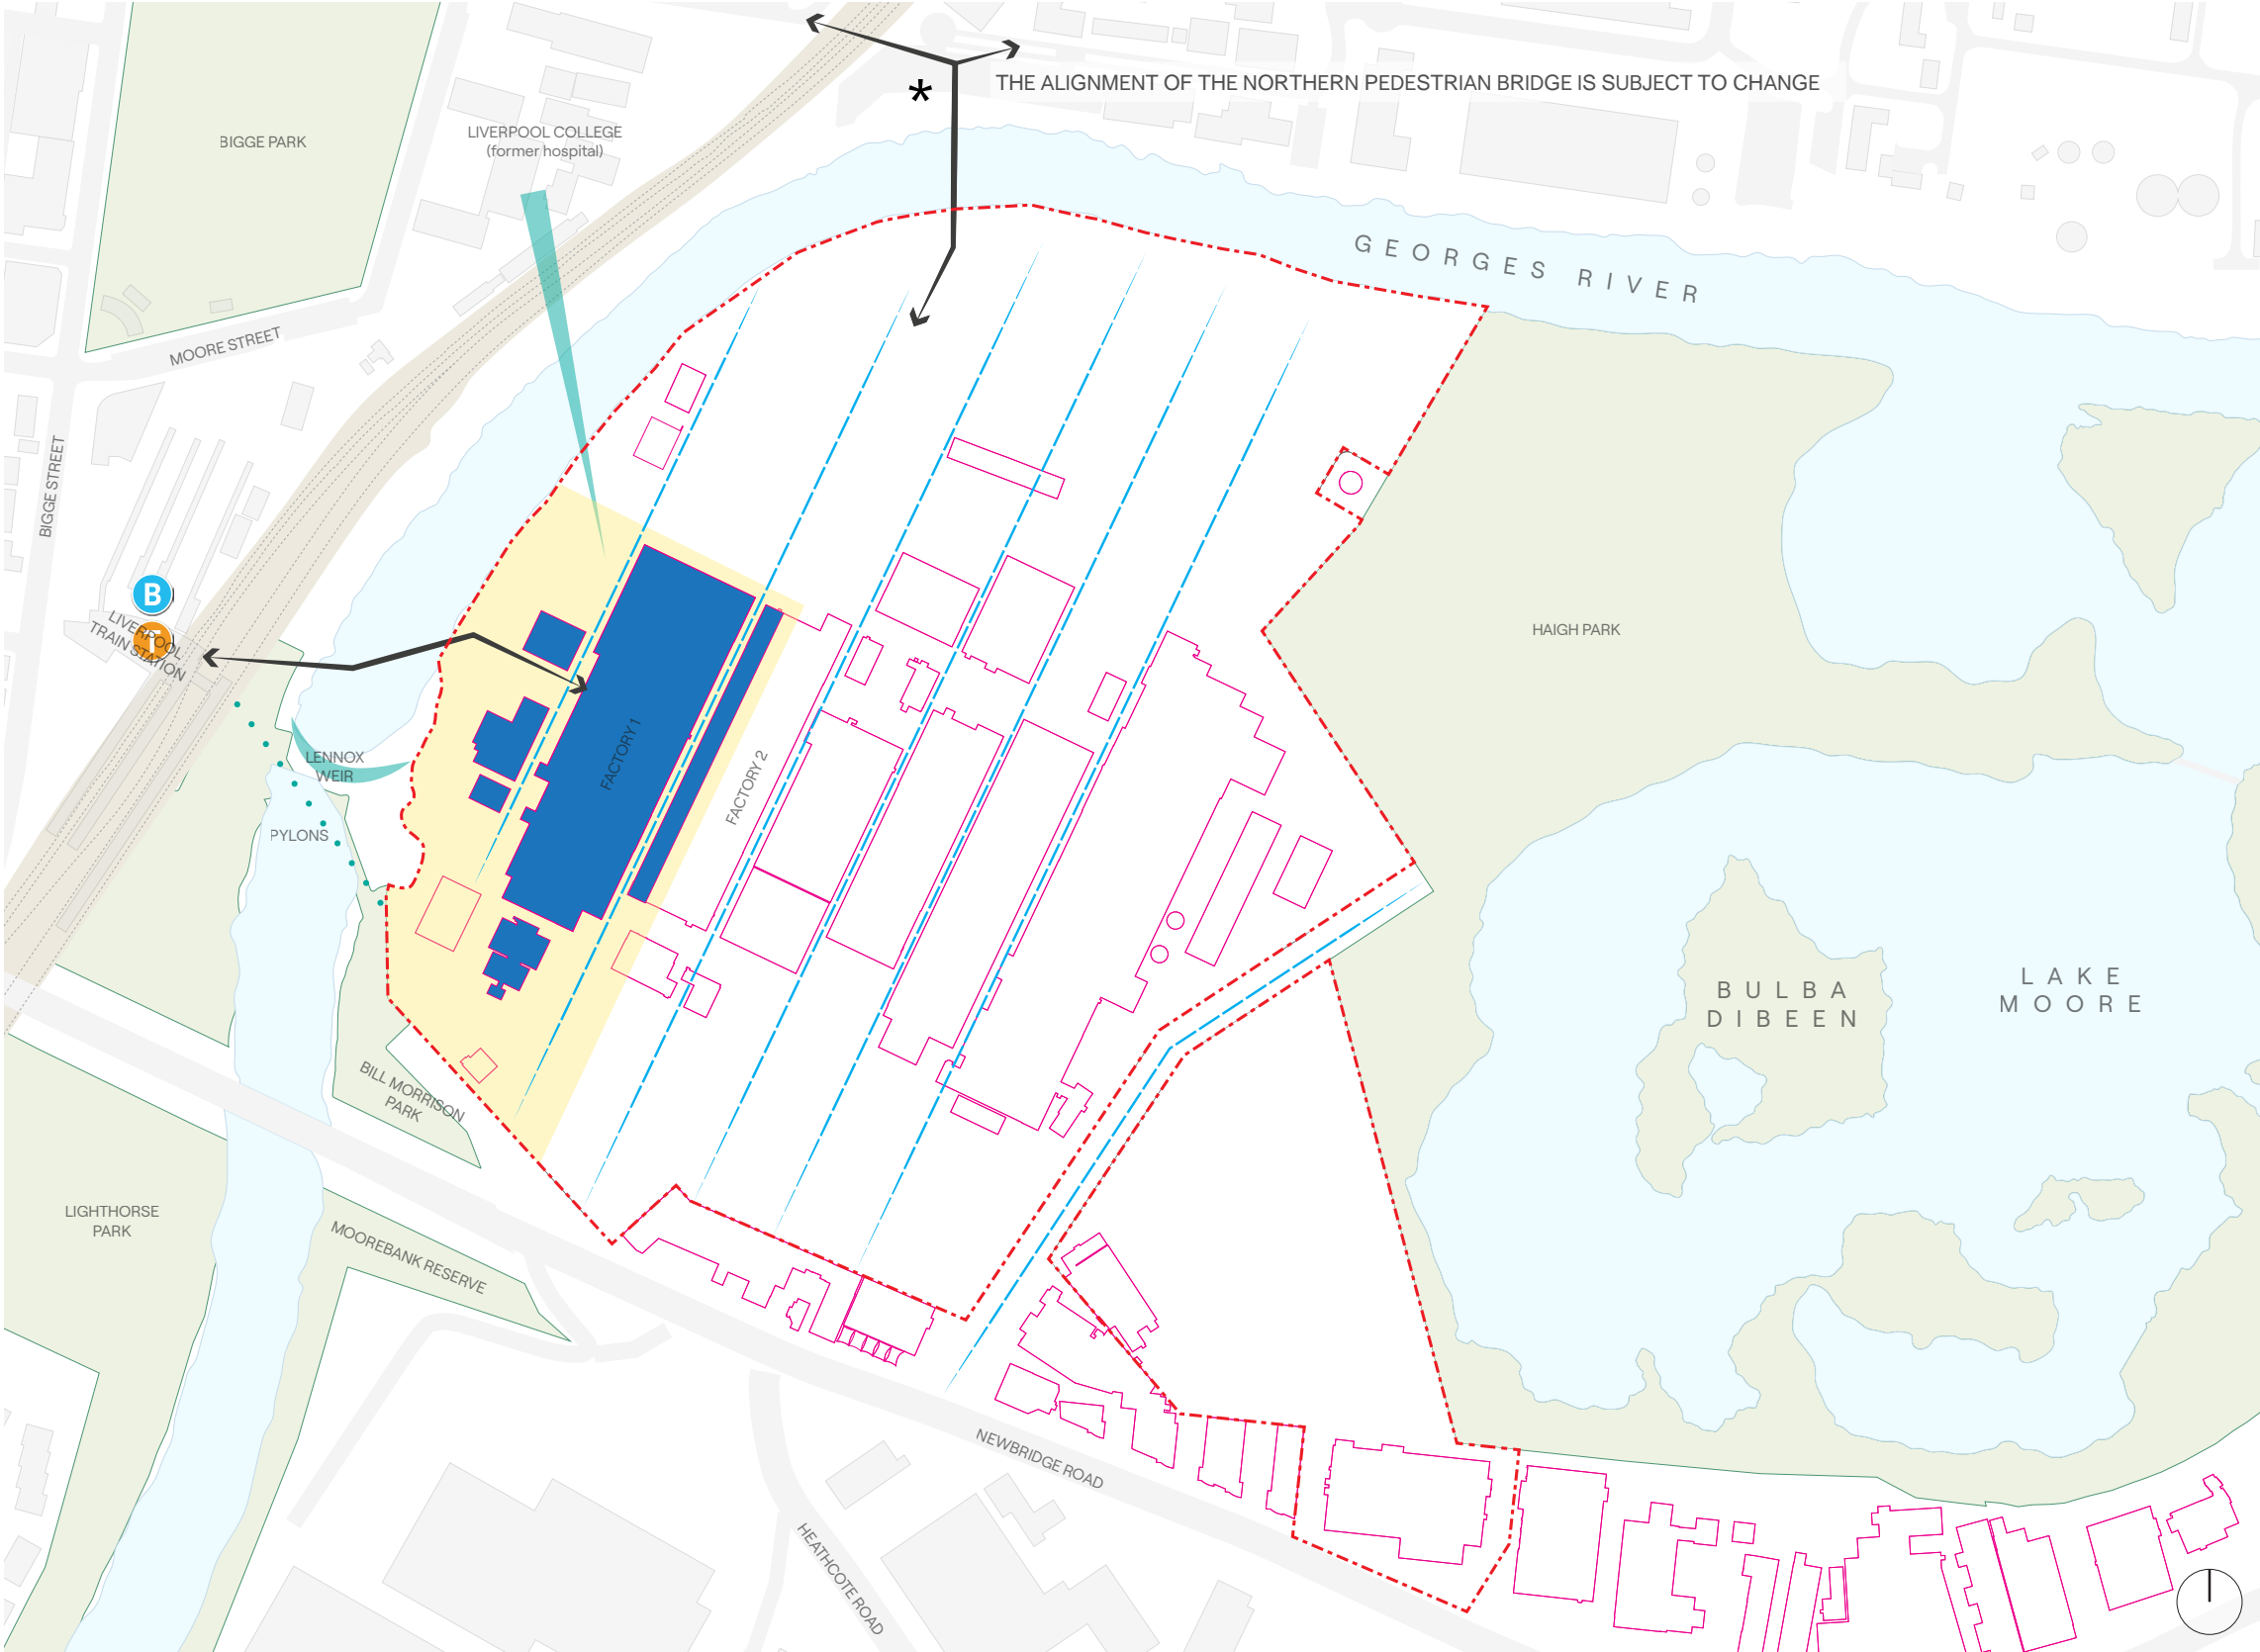 THE ALIGNMENT OF THE NORTHERN PEDESTRIAN BRIDGE IS SUBJECT TO CHANGE
*
BIGGE PARK
LIVERPOOL COLLEGE
(former hospital)
GEORGES RIVER
MOORE STREET
BIGGE STREET
B
T
LIVERPOOL
TRAIN STATION
HAIGH PARK
FACTORY 1
FACTORY 2
LENNOX
WEIR
PYLONS
BULBA
DIBEEN
LAKE
MOORE
BILL MORRISON
PARK
LIGHTHORSE
PARK
MOOREBANK RESERVE
NEWBRIDGE ROAD
HEATHCOTE ROAD